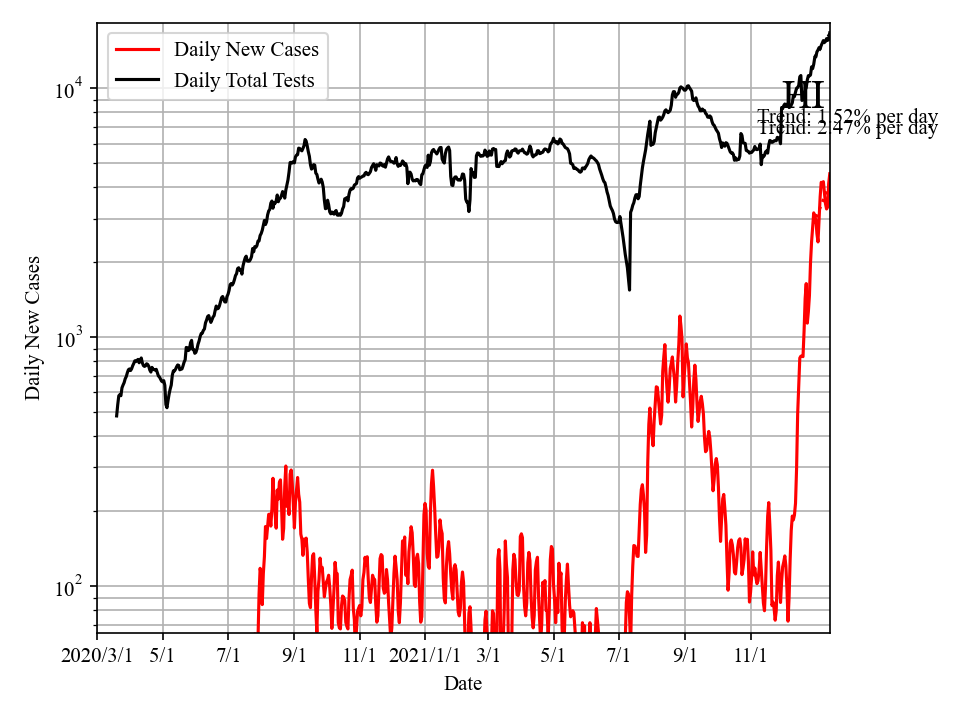 Daily New Cases
Daily Total Tests
HI
Trend: 1.52% per day
Trend: 2.47% per day
Daily New Cases
10^4
10^3
10^2
2020/3/1 5/1 7/1 9/1 11/1 2021/1/1 3/1 5/1 7/1 9/1 11/1
Date